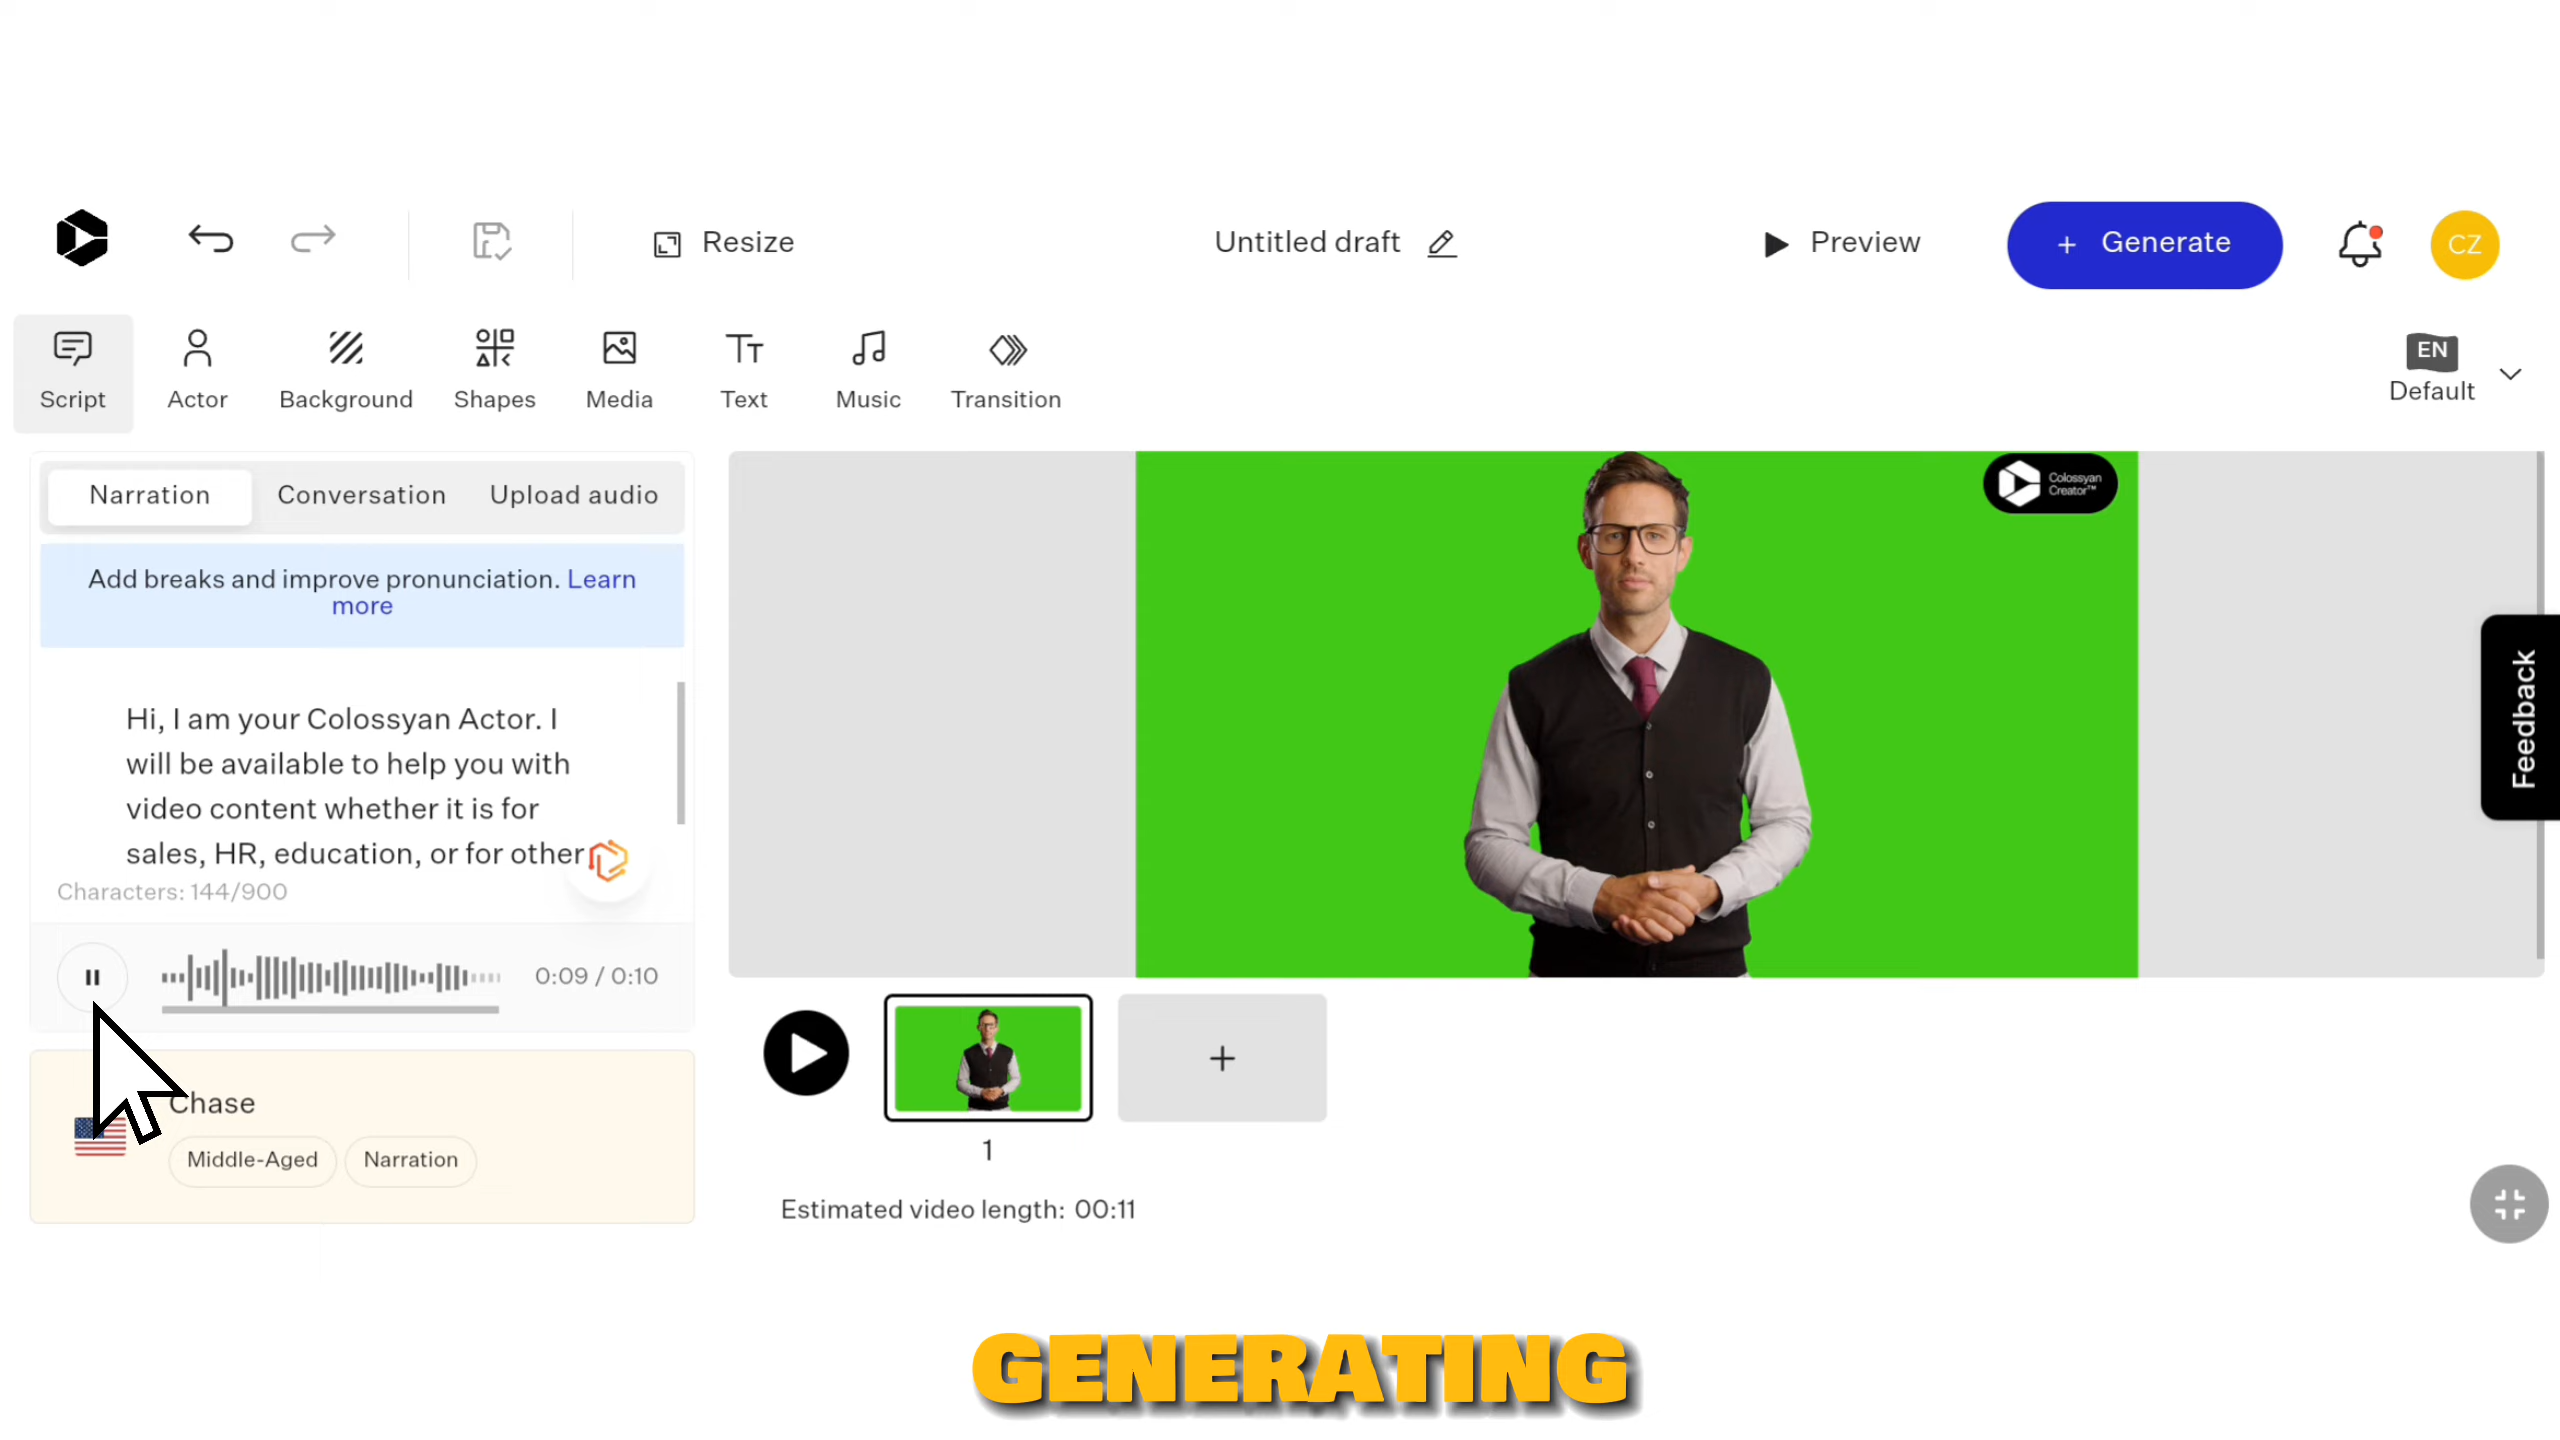 Resize
Untitled draft
Preview
+ Generate
CZ
Script
Actor
Background
Shapes
Media
Text
Music
Transition
EN
Default
Narration
Conversation
Upload audio
Add breaks and improve pronunciation. Learn
more
Hi, I am your Colossyan Actor. I
will be available to help you with
video content whether it is for
sales, HR, education, or for other
Characters: 144/900
0:09 / 0:10
Chase
Middle-Aged
Narration
Colossyan
Creator™
Feedback
+
1
Estimated video length: 00:11
GENERATING